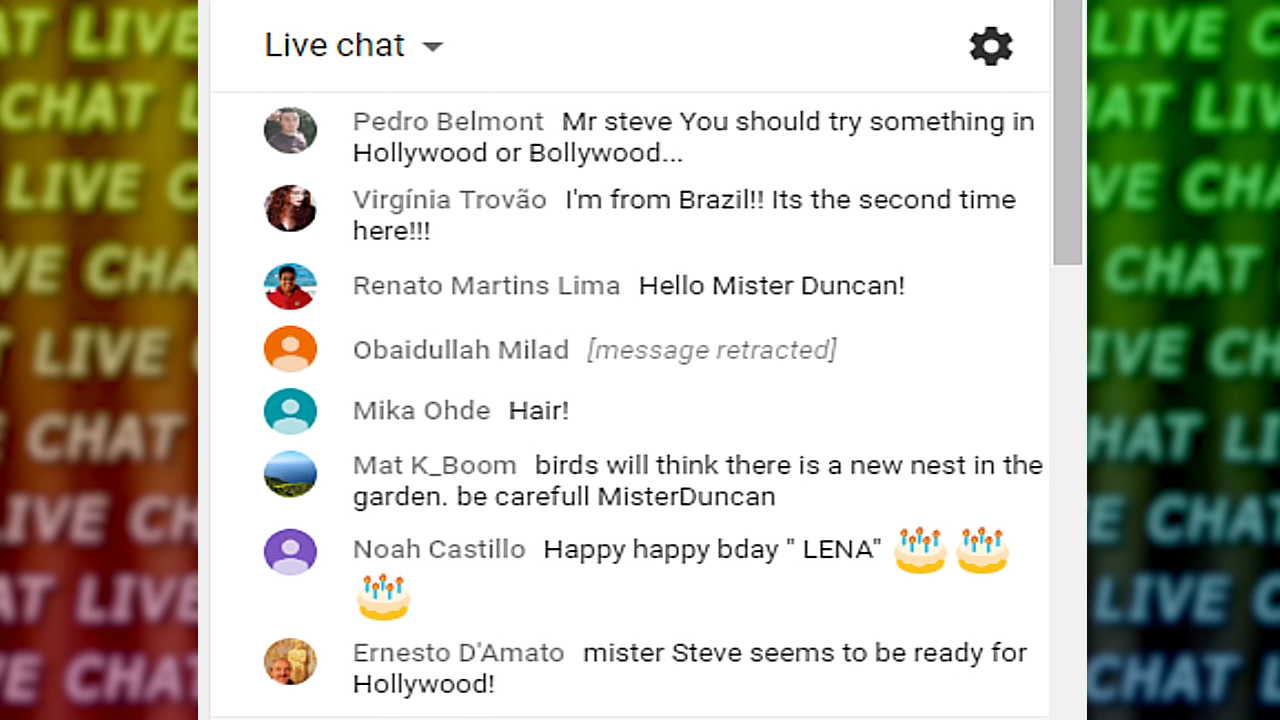 Live chat
Pedro Belmont Mr steve You should try something in
Hollywood or Bollywood...
Virgínia Trovão I'm from Brazil!! Its the second time
here!!!
Renato Martins Lima Hello Mister Duncan!
Obaidullah Milad [message retracted]
Mika Ohde Hair!
Mat K_Boom birds will think there is a new nest in the
garden. be carefull MisterDuncan
Noah Castillo Happy happy bday " LENA"
Ernesto D'Amato mister Steve seems to be ready for
Hollywood!